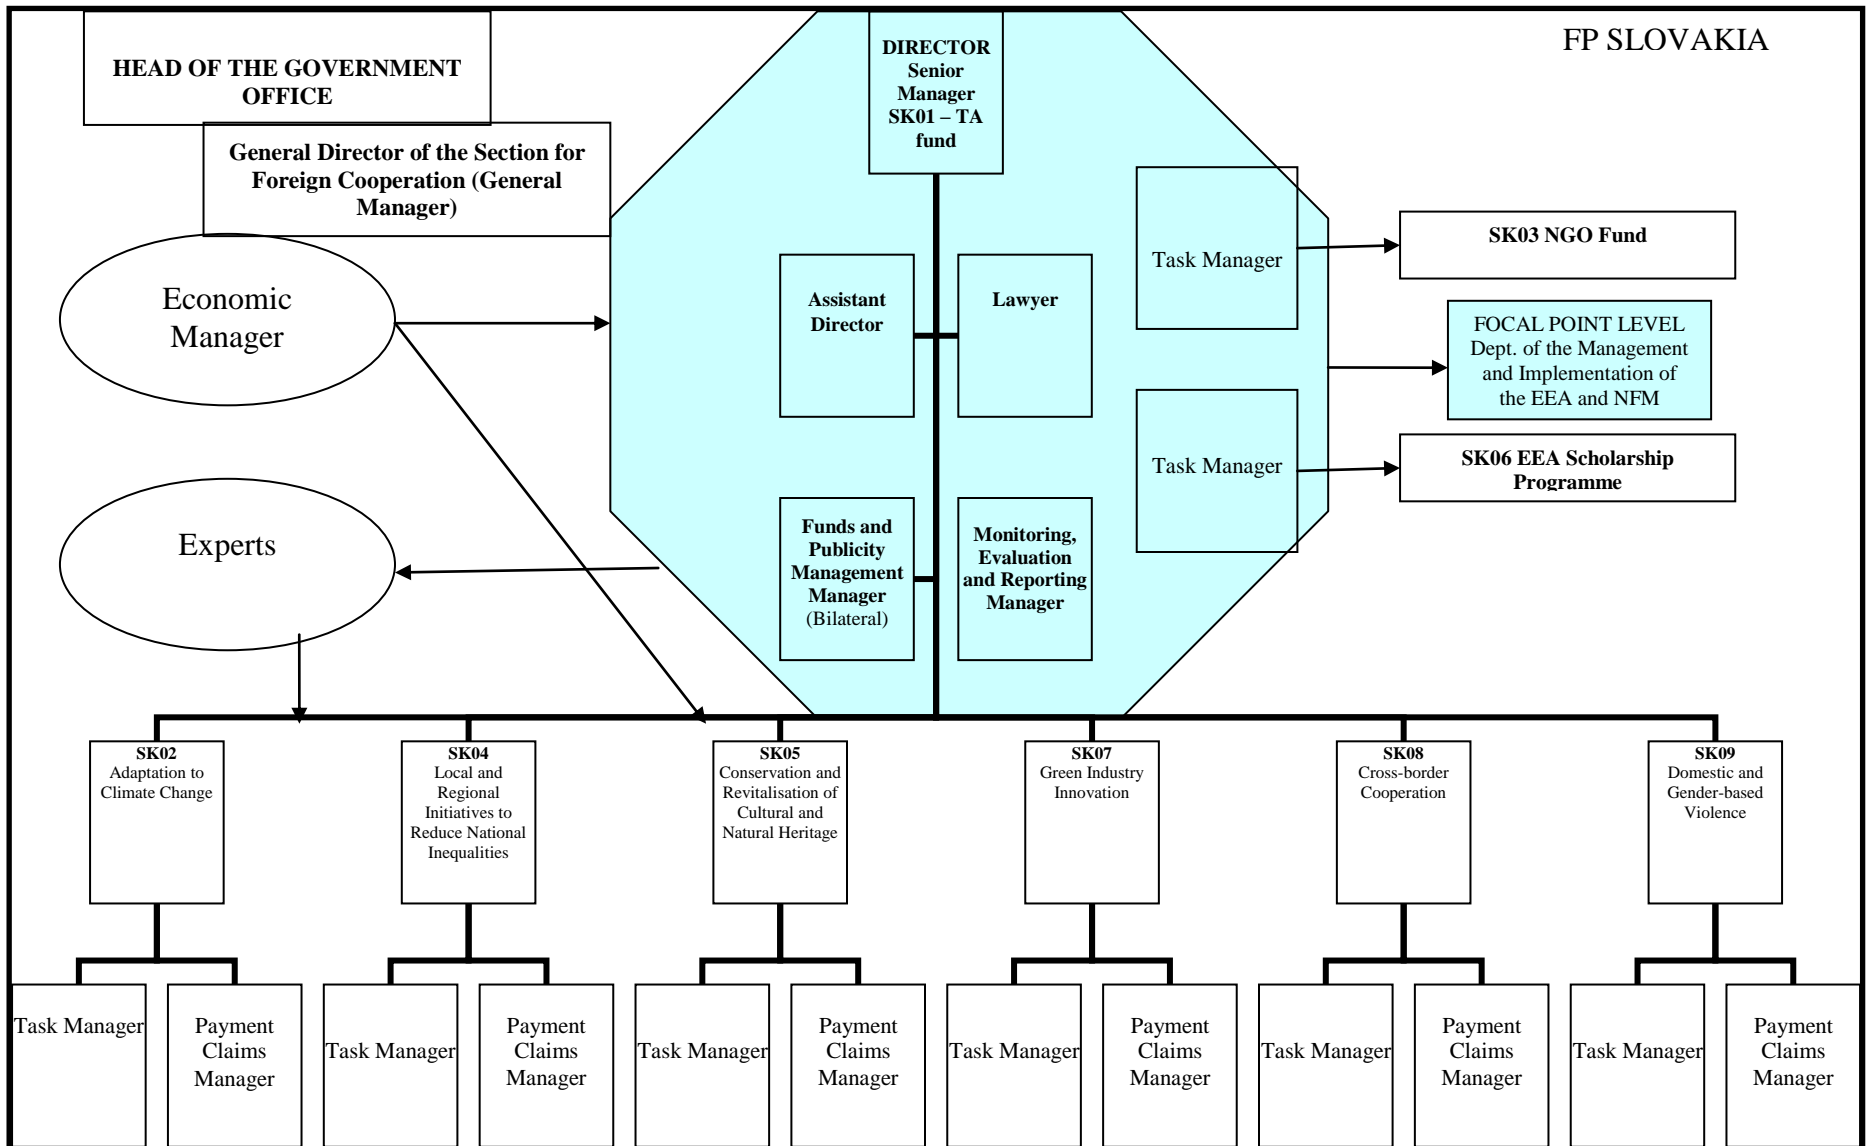 FP SLOVAKIA
HEAD OF THE GOVERNMENT
OFFICE
General Director of the Section for
Foreign Cooperation (General
Manager)
DIRECTOR
Senior
Manager
SK01 – TA
fund
Economic
Manager
Experts
Assistant
Director
Lawyer
Funds and
Publicity
Management
Manager
(Bilateral)
Monitoring,
Evaluation
and Reporting
Manager
Task Manager
Task Manager
SK03 NGO Fund
FOCAL POINT LEVEL
Dept. of the Management
and Implementation of
the EEA and NFM
SK06 EEA Scholarship
Programme
SK02
Adaptation to
Climate Change
SK04
Local and
Regional
Initiatives to
Reduce National
Inequalities
SK05
Conservation and
Revitalisation of
Cultural and
Natural Heritage
SK07
Green Industry
Innovation
SK08
Cross-border
Cooperation
SK09
Domestic and
Gender-based
Violence
Task Manager
Payment
Claims
Manager
Task Manager
Payment
Claims
Manager
Task Manager
Payment
Claims
Manager
Task Manager
Payment
Claims
Manager
Task Manager
Payment
Claims
Manager
Task Manager
Payment
Claims
Manager